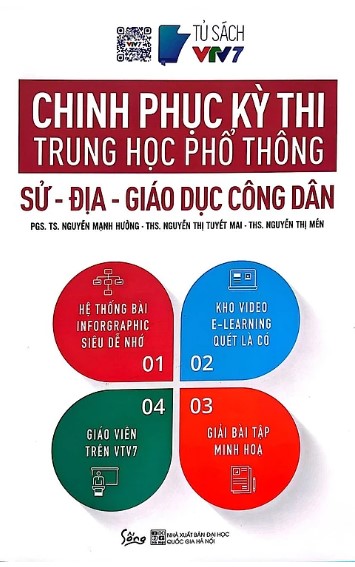 TỦ SÁCH
VTV7
CHINH PHỤC KỲ THI
TRUNG HỌC PHỔ THÔNG
SỬ - ĐỊA - GIÁO DỤC CÔNG DÂN
PGS. TS. NGUYỄN MẠNH HƯỞNG - THS. NGUYỄN THỊ TUYẾT MAI - THS. NGUYỄN THỊ MẾN
HỆ THỐNG BÀI
INFORGRAPHIC
SIÊU DỄ NHỚ
01
KHO VIDEO
E-LEARNING
QUÉT LÀ CÓ
02
04
GIÁO VIÊN
TRÊN VTV7
03
GIẢI BÀI TẬP
MINH HOẠ
Sống
NHÀ XUẤT BẢN ĐẠI HỌC
QUỐC GIA HÀ NỘI